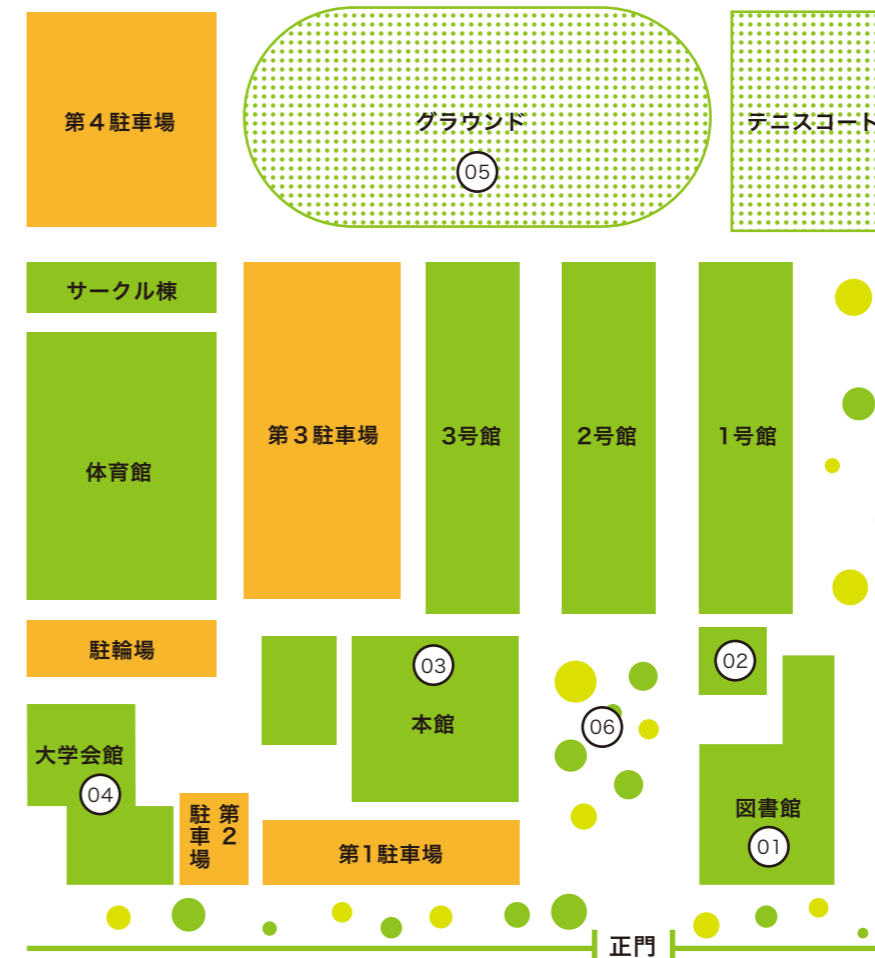 第４駐車場
グラウンド
05
テニスコート
サークル棟
体育館
第３駐車場
3号館
2号館
1号館
駐輪場
03
本館
02
06
大学会館
04
第２
駐車場
第1駐車場
図書館
01
正門